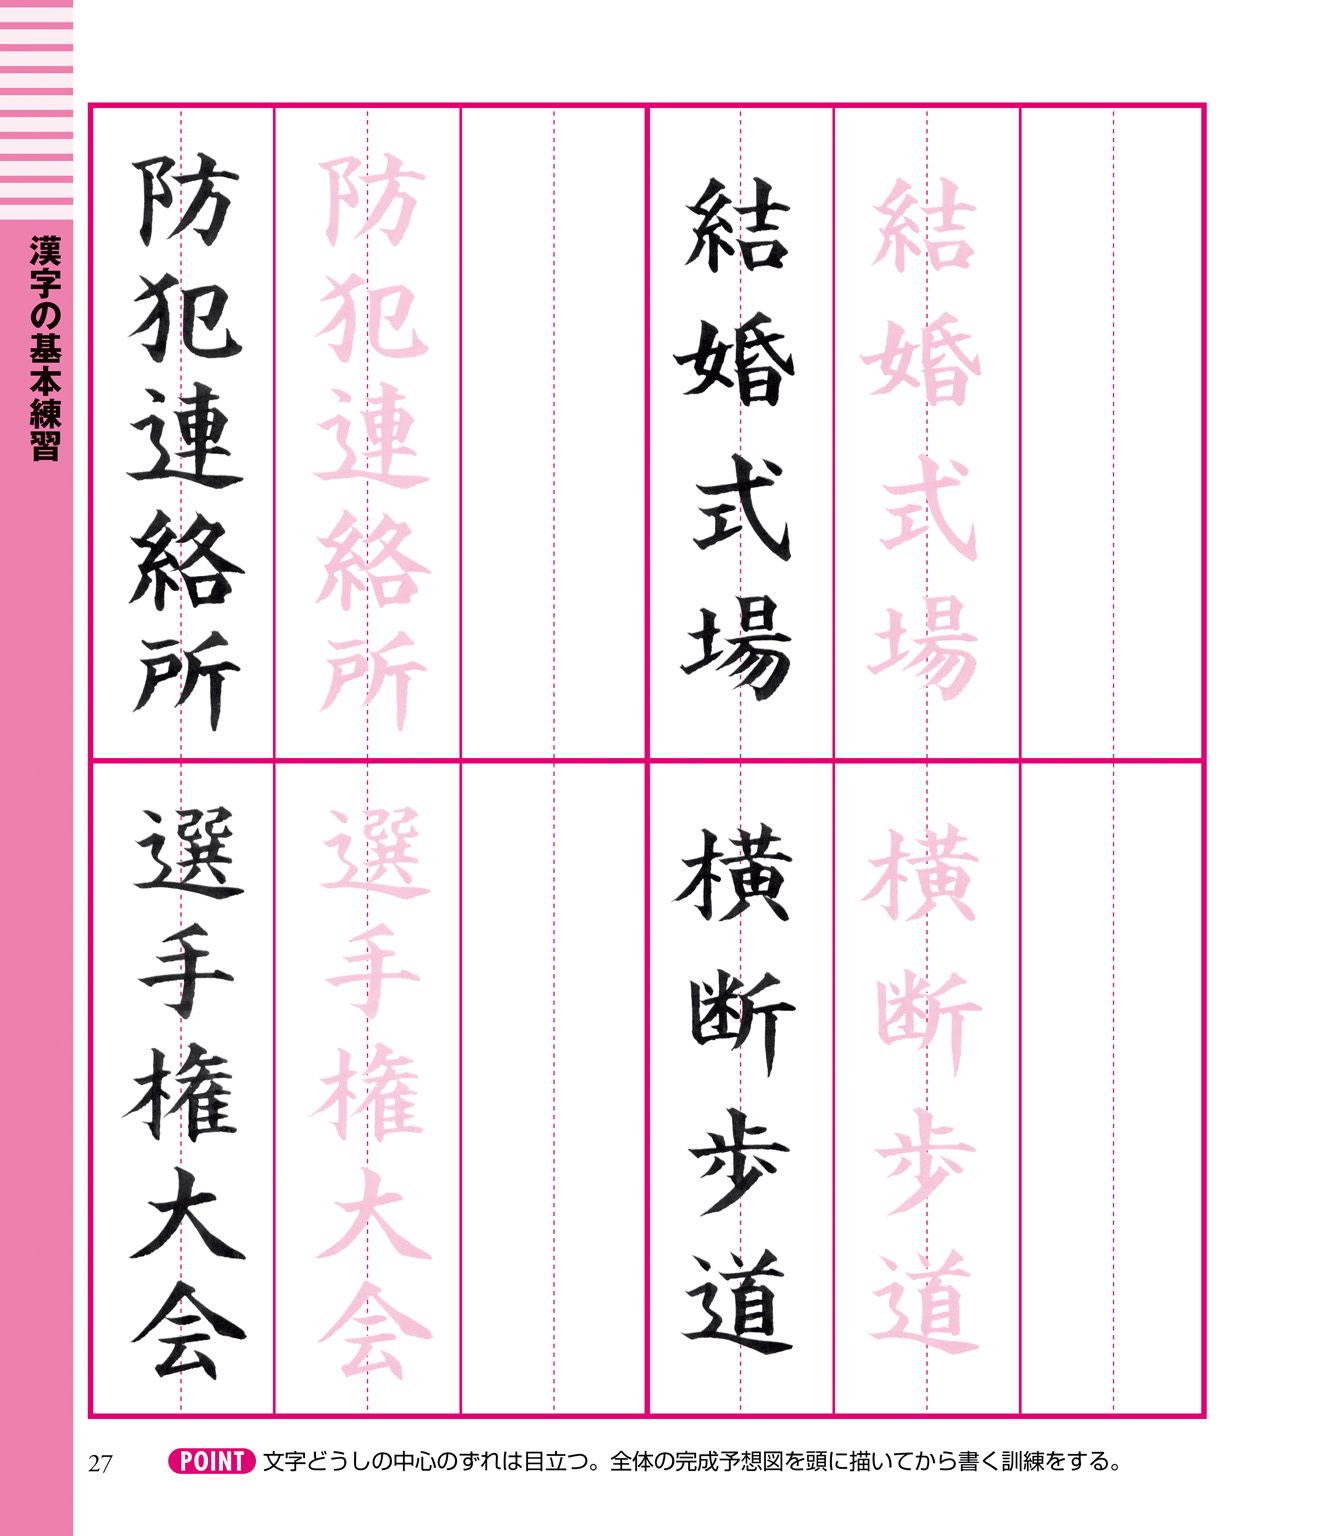 漢字の基本練習
結婚式場
結婚式場
防犯連絡所
防犯連絡所
横断歩道
横断歩道
選手権大会
選手権大会
27
POINT 文字どうしの中心のずれは目立つ。全体の完成予想図を頭に描いてから書く訓練をする。